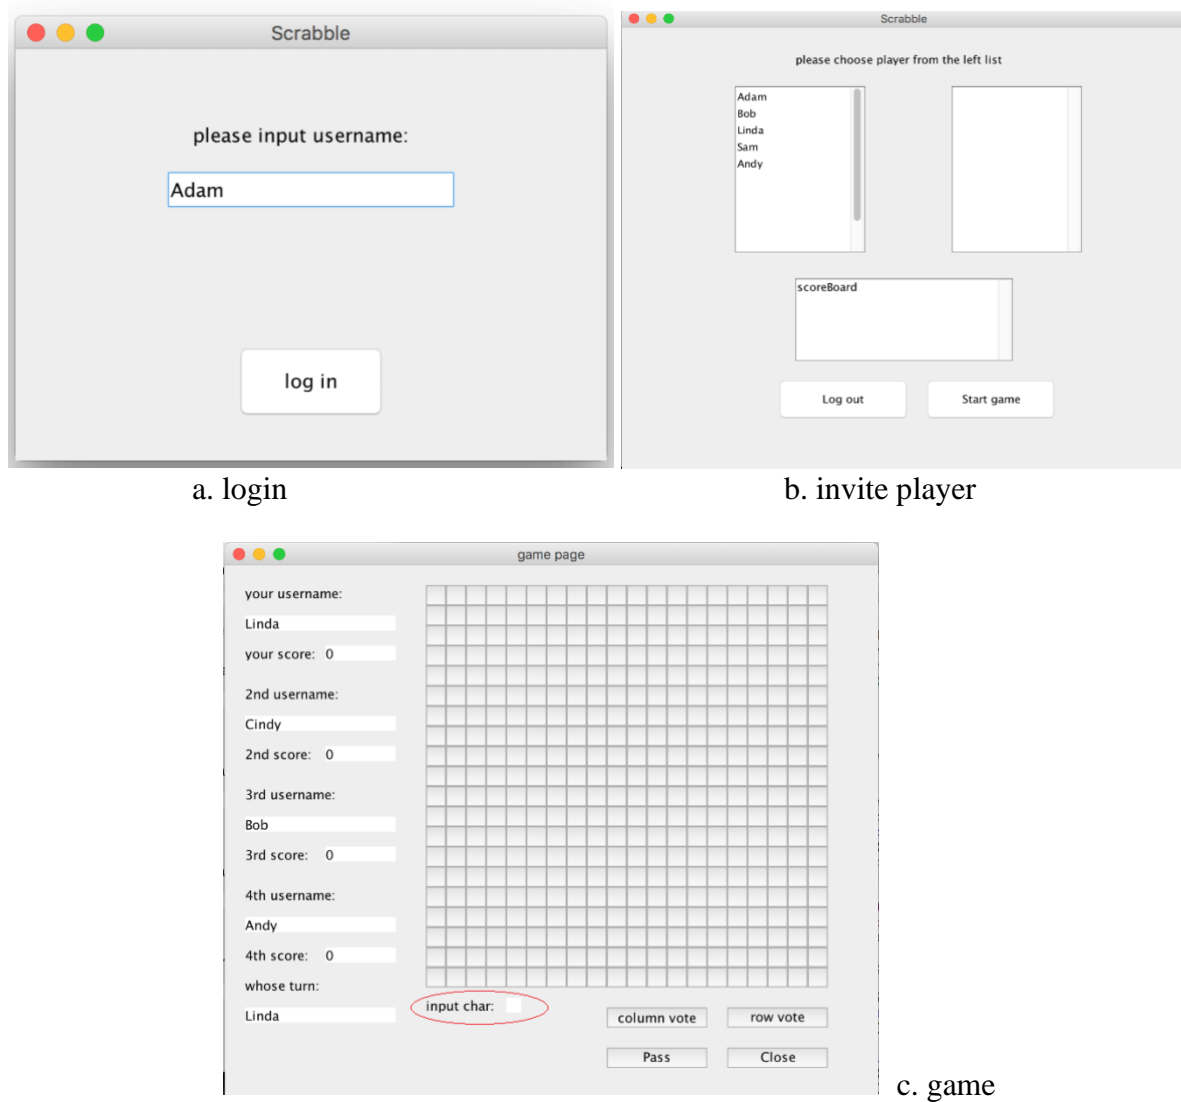 Scrabble
please input username:
Adam
log in
a. login
Scrabble
please choose player from the left list
Adam
Bob
Linda
Sam
Andy
scoreBoard
Log out
Start game
b. invite player
game page
your username:
Linda
your score: 0
2nd username:
Cindy
2nd score: 0
3rd username:
Bob
3rd score: 0
4th username:
Andy
4th score: 0
whose turn:
Linda
input char:
column vote
row vote
Pass
Close
c. game